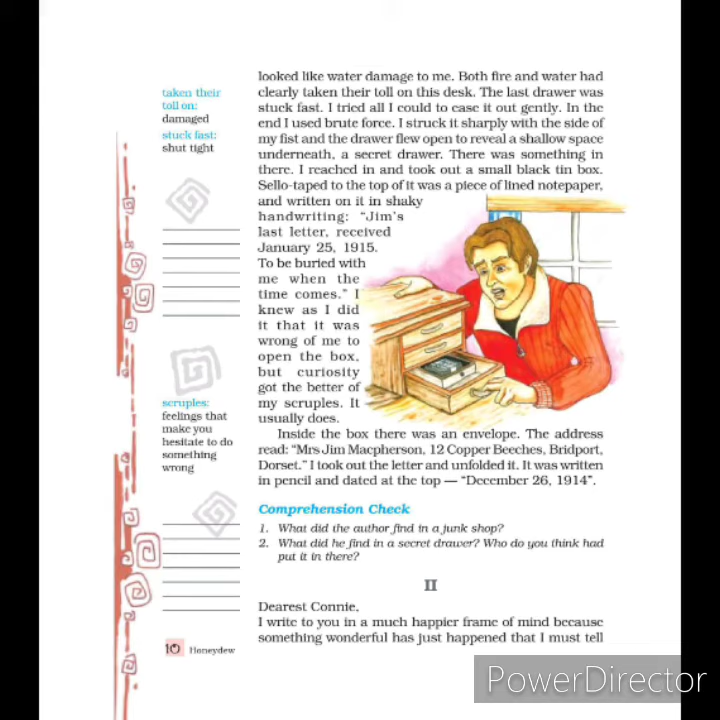 looked like water damage to me. Both fire and water had
clearly taken their toll on this desk. The last drawer was
stuck fast. I tried all I could to ease it out gently. In the
end I used brute force. I struck it sharply with the side of
my fist and the drawer flew open to reveal a shallow space
underneath, a secret drawer. There was something in
there. I reached in and took out a small black tin box.
Sello-taped to the top of it was a piece of lined notepaper,
and written on it in shaky
handwriting: “Jim’s
last letter, received
January 25, 1915.
To be buried with
me when the
time comes.” I
knew as I did
it that it was
wrong of me to
open the box,
but curiosity
got the better of
my scruples. It
usually does.
taken their
toll on:
damaged
stuck fast:
shut tight
scruples:
feelings that
make you
hesitate to do
something
wrong
Inside the box there was an envelope. The address
read: “Mrs Jim Macpherson, 12 Copper Beeches, Bridport,
Dorset.” I took out the letter and unfolded it. It was written
in pencil and dated at the top — “December 26, 1914”.
Comprehension Check
1. What did the author find in a junk shop?
2. What did he find in a secret drawer? Who do you think had
put it in there?
II
Dearest Connie,
I write to you in a much happier frame of mind because
something wonderful has just happened that I must tell
10 Honeydew
PowerDirector